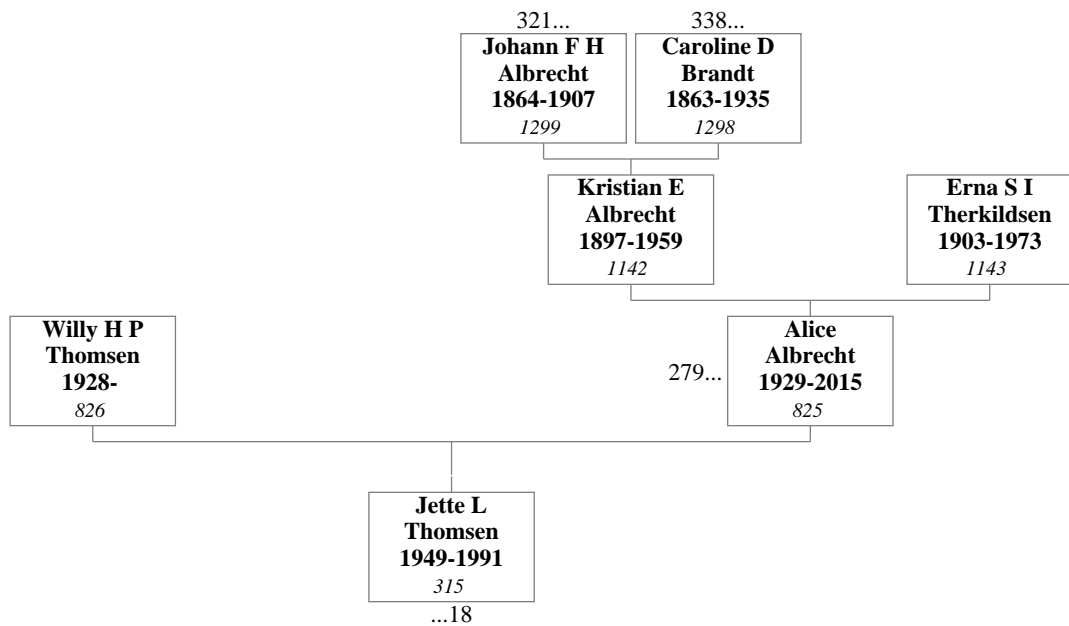 321...
338...
Johann F H
Albrecht
1864-1907
1299
Caroline D
Brandt
1863-1935
1298
Kristian E
Albrecht
1897-1959
1142
Erna S I
Therkildsen
1903-1973
1143
Willy H P
Thomsen
1928-
826
279...
Alice
Albrecht
1929-2015
825
Jette L
Thomsen
1949-1991
315
...18